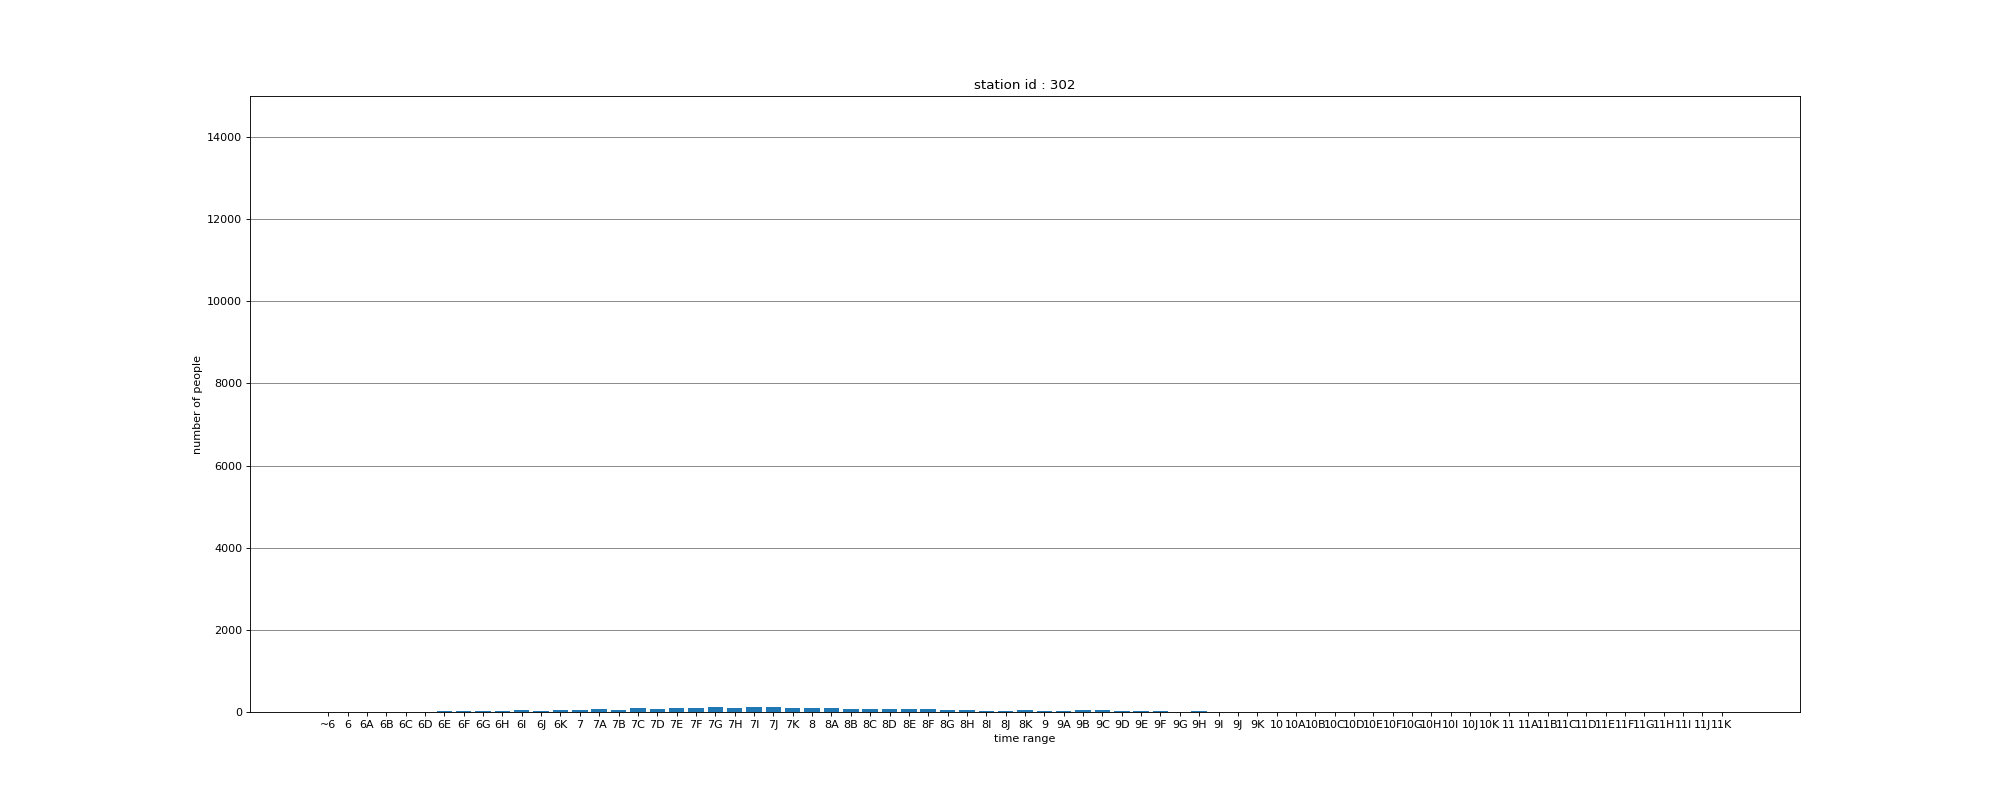 station id : 302
14000
12000
10000
8000
6000
4000
2000
0
number of people
~6 6 6A 6B 6C 6D 6E 6F 6G 6H 6I 6J 6K 7 7A 7B 7C 7D 7E 7F 7G 7H 7I 7J 7K 8 8A 8B 8C 8D 8E 8F 8G 8H 8I 8J 8K 9 9A 9B 9C 9D 9E 9F 9G 9H 9I 9J 9K 10 10A 10B 10C 10D 10E 10F 10G 10H 10I 10J 10K 11 11A 11B 11C 11D 11E 11F 11G 11H 11I 11J 11K
time range